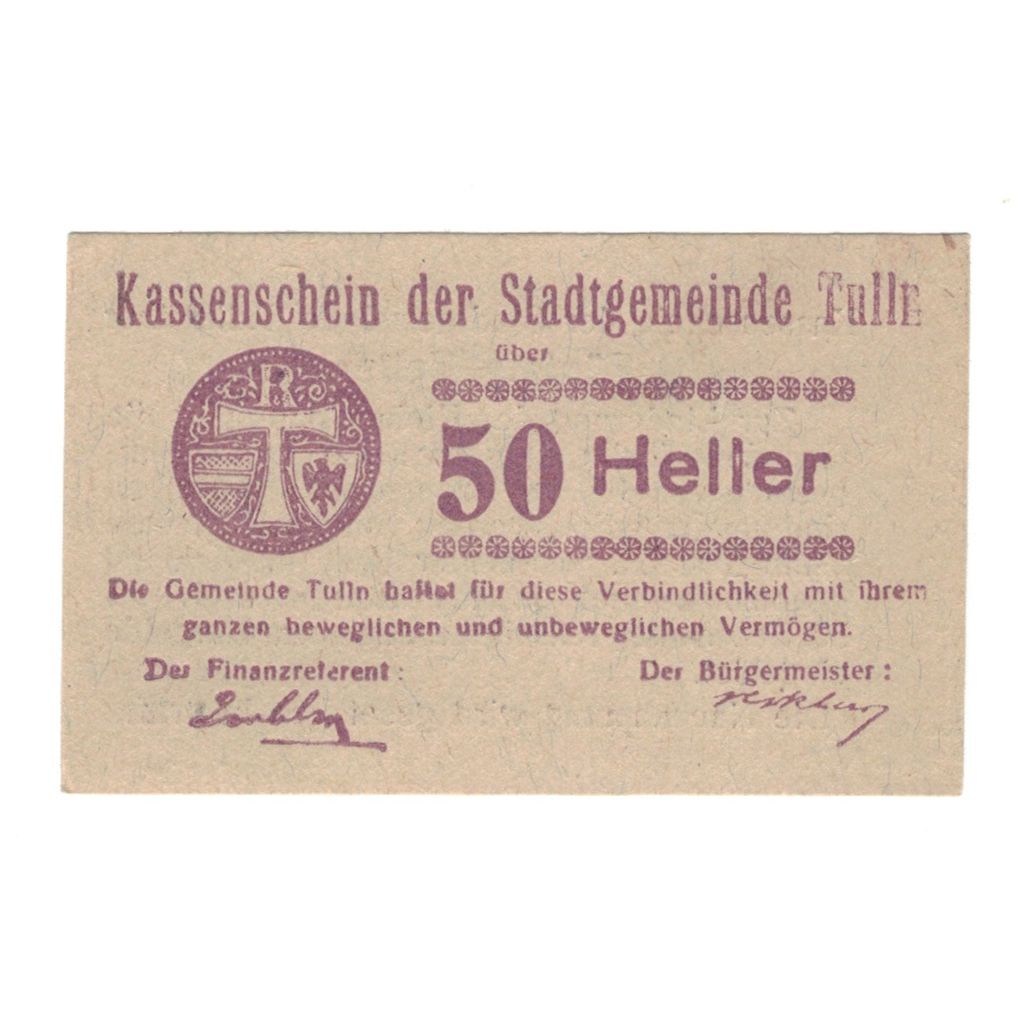 Kassenschein der Stadtgemeinde Tulln
über
R
T
50 Heller
Die Gemeinde Tulln haftet für diese Verbindlichkeit mit ihrem
ganzen beweglichen und unbeweglichen Vermögen.
Der Finanzreferent:
Der Bürgermeister: